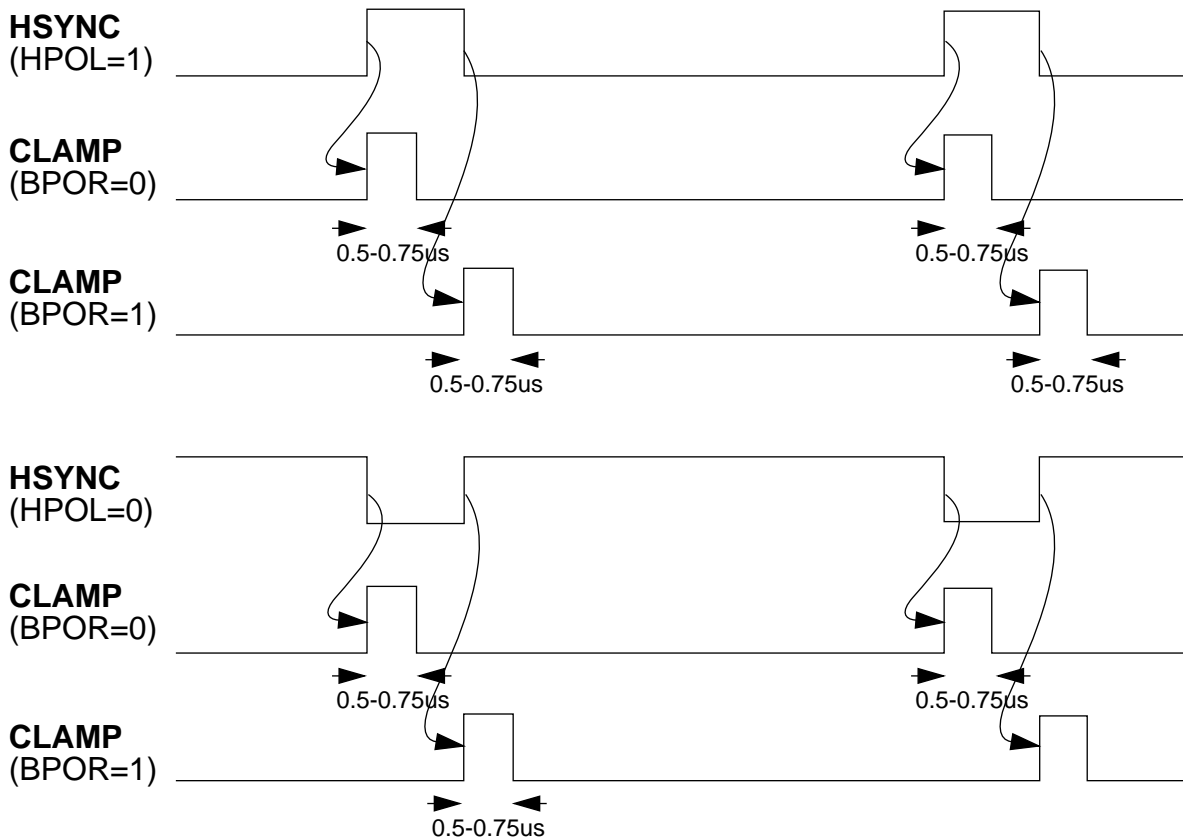 HSYNC
(HPOL=1)
CLAMP
(BPOR=0)
0.5-0.75us
0.5-0.75us
CLAMP
(BPOR=1)
0.5-0.75us
0.5-0.75us
HSYNC
(HPOL=0)
CLAMP
(BPOR=0)
0.5-0.75us
0.5-0.75us
CLAMP
(BPOR=1)
0.5-0.75us